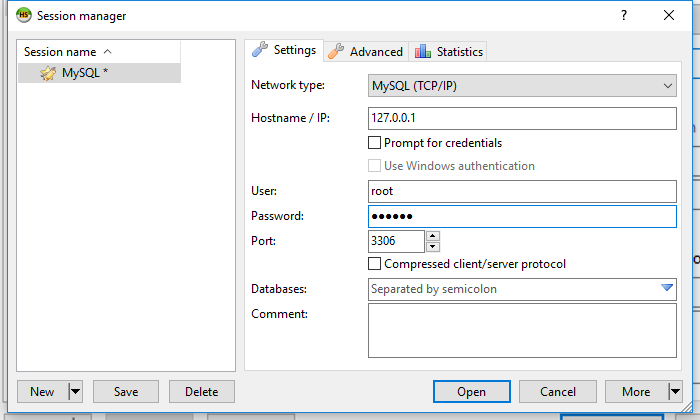 HS
Session manager
?
Session name
MySQL *
Settings
Advanced
Statistics
Network type:
MySQL (TCP/IP)
Hostname / IP:
127.0.0.1
Prompt for credentials
Use Windows authentication
User:
root
Password:
●●●●●●
Port:
3306
Compressed client/server protocol
Databases:
Separated by semicolon
Comment:
New
Save
Delete
Open
Cancel
More